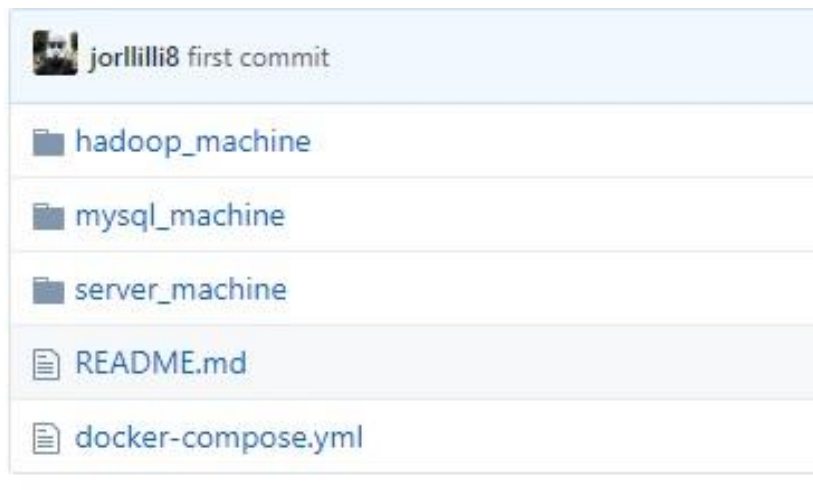 jorllilli8 first commit
hadoop_machine
mysql_machine
server_machine
README.md
docker-compose.yml